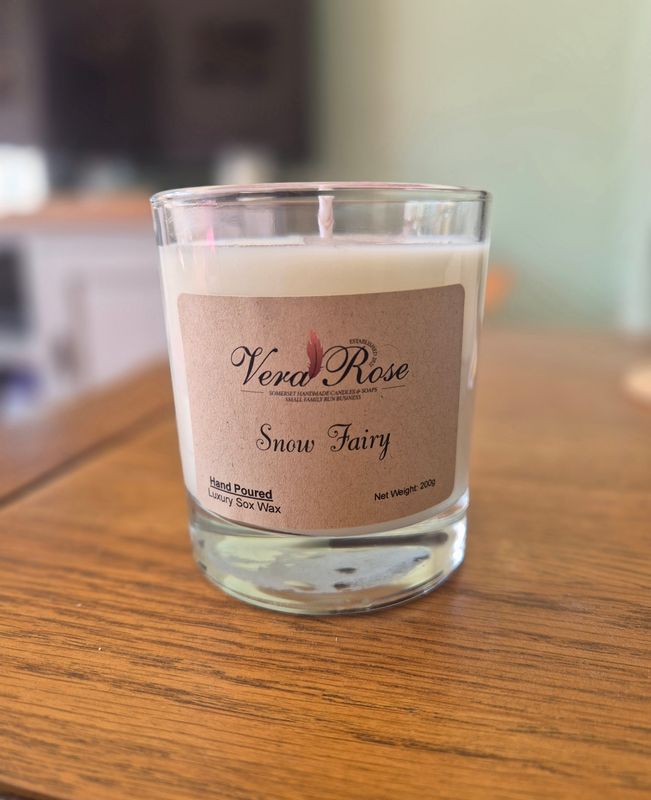 ESTABLISHED
Vera Rose
SOMERSET HANDMADE CANDLES & SOAPS
SMALL FAMILY RUN BUSINESS
Snow Fairy
Hand Poured
Luxury Sox Wax
Net Weight: 200g